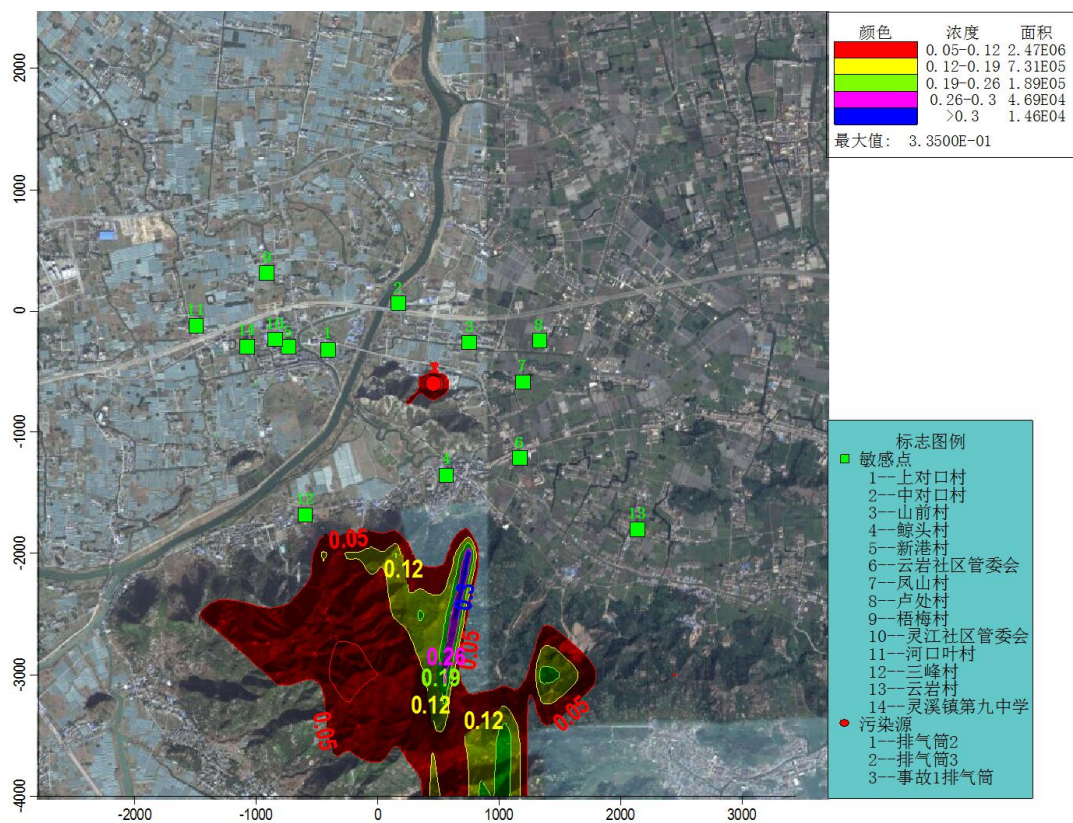 颜色 浓度 面积
0.05-0.12 2.47E06
0.12-0.19 7.31E05
0.19-0.26 1.89E05
0.26-0.3 4.69E04
>0.3 1.46E04
最大值: 3.3500E-01
2000
1000
0
-1000
-2000
-3000
-4000
-2000
-1000
0
1000
2000
3000
9
2
11
14
10
5
1
3
8
7
6
4
12
13
0.05
0.12
0.3
0.05
0.26
0.19
0.12
0.12
0.05
0.05
标志图例
敏感点
1--上对口村
2--中对口村
3--山前村
4--鲸头村
5--新港村
6--云岩社区管委会
7--凤山村
8--卢处村
9--梧梅村
10--灵江社区管委会
11--河口叶村
12--三峰村
13--云岩村
14--灵溪镇第九中学
污染源
1--排气筒2
2--排气筒3
3--事故1排气筒